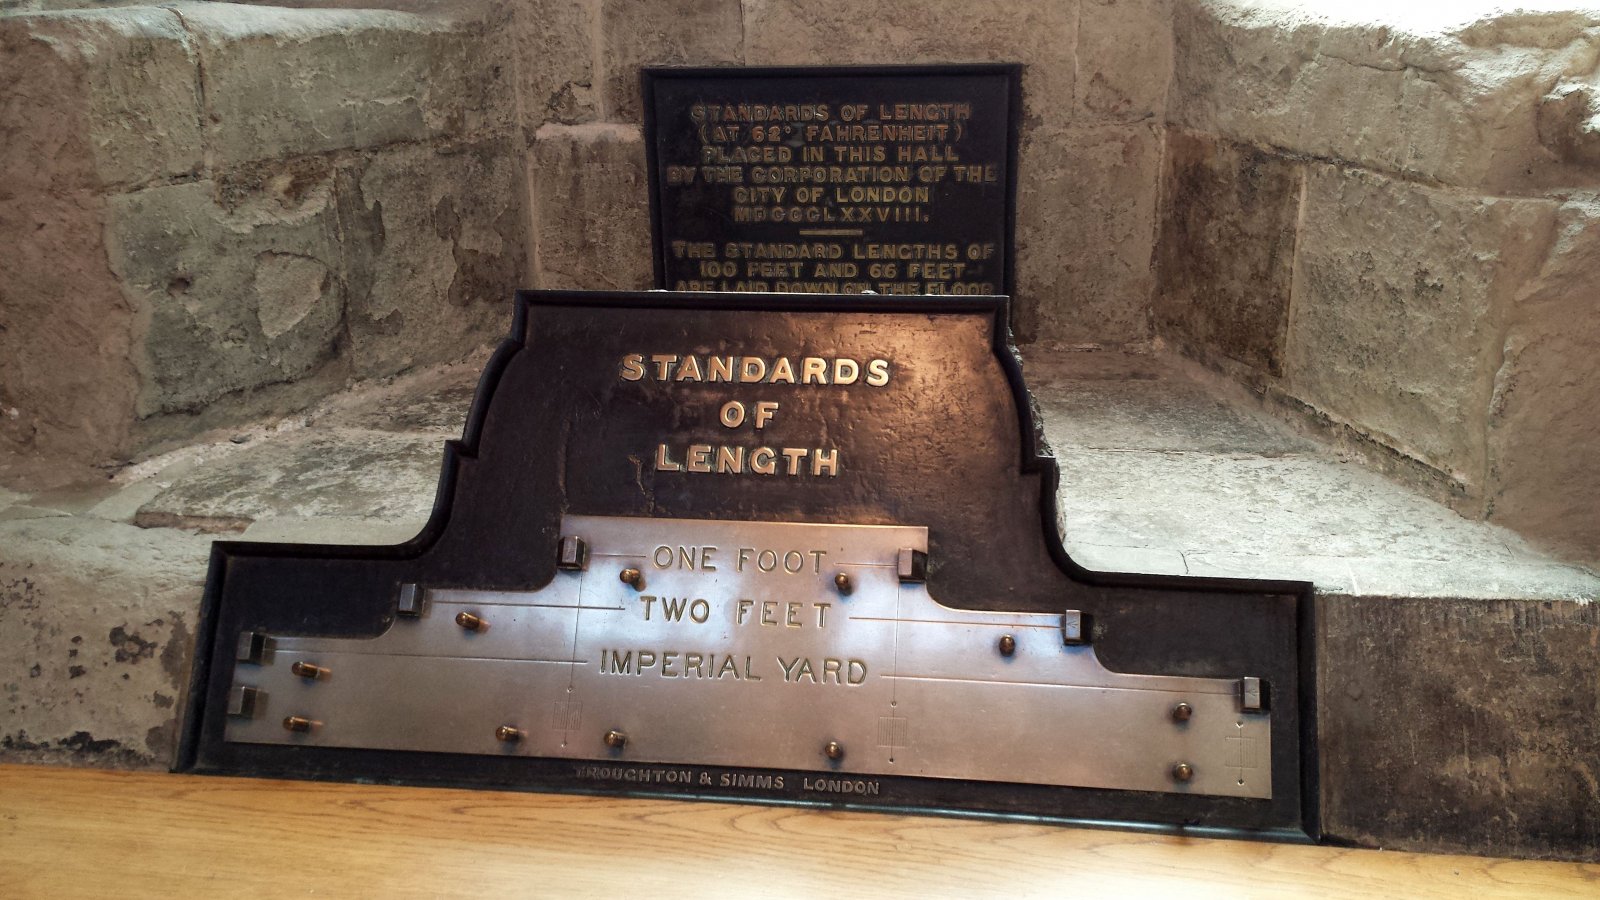 STANDARDS OF LENGTH
(AT 62° FAHRENHEIT)
PLACED IN THIS HALL
BY THE CORPORATION OF THE
CITY OF LONDON
MDCCCLXXVIII.
THE STANDARD LENGTHS OF
100 FEET AND 66 FEET
ARE LAID DOWN ON THE FLOOR
STANDARDS
OF
LENGTH
ONE FOOT
TWO FEET
IMPERIAL YARD
TROUGHTON & SIMMS LONDON